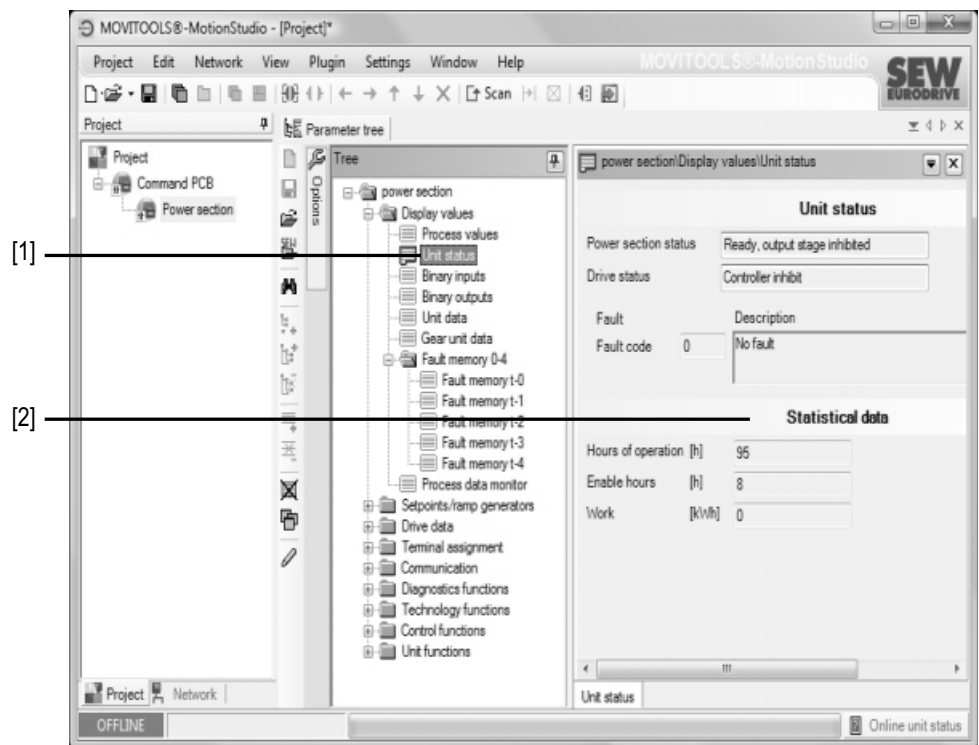 MOVITOOLS®-MotionStudio - [Project]*
Project Edit Network View Plugin Settings Window Help
MOVITOOLS®-MotionStudio
SEW
EURODRIVE
Scan
Project
Parameter tree
Project
Command PCB
Power section
SEW
Options
Tree
power section
Display values
Process values
[1]
Unit status
Binary inputs
Binary outputs
Unit data
Gear unit data
Fault memory 0-4
Fault memory t-0
Fault memory t-1
[2]
Fault memory t-2
Fault memory t-3
Fault memory t-4
Process data monitor
Setpoints/ramp generators
Drive data
Terminal assignment
Communication
Diagnostics functions
Technology functions
Control functions
Unit functions
power section\Display values\Unit status
Unit status
Power section status Ready, output stage inhibited
Drive status Controller inhibit
Fault Description
Fault code 0 No fault
Statistical data
Hours of operation [h] 95
Enable hours [h] 8
Work [kWh] 0
Project Network
Unit status
OFFLINE
Online unit status